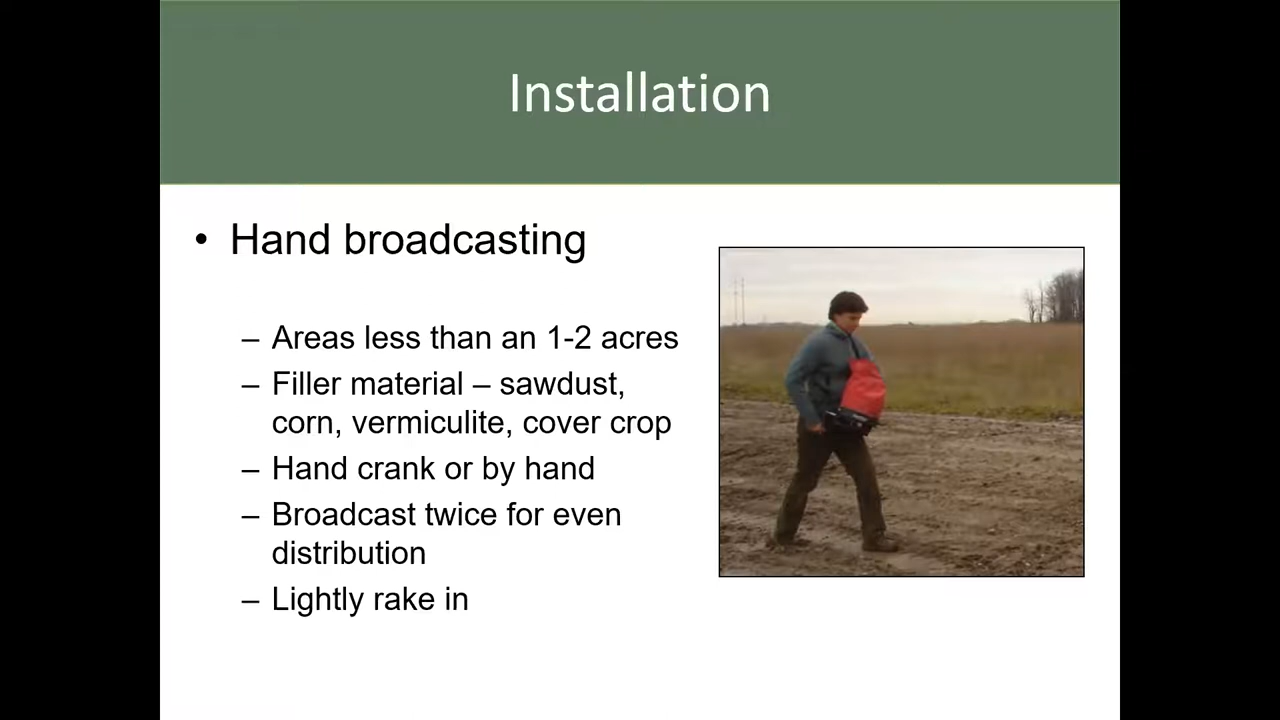 Installation
• Hand broadcasting
– Areas less than an 1-2 acres
– Filler material – sawdust,
corn, vermiculite, cover crop
– Hand crank or by hand
– Broadcast twice for even
distribution
– Lightly rake in